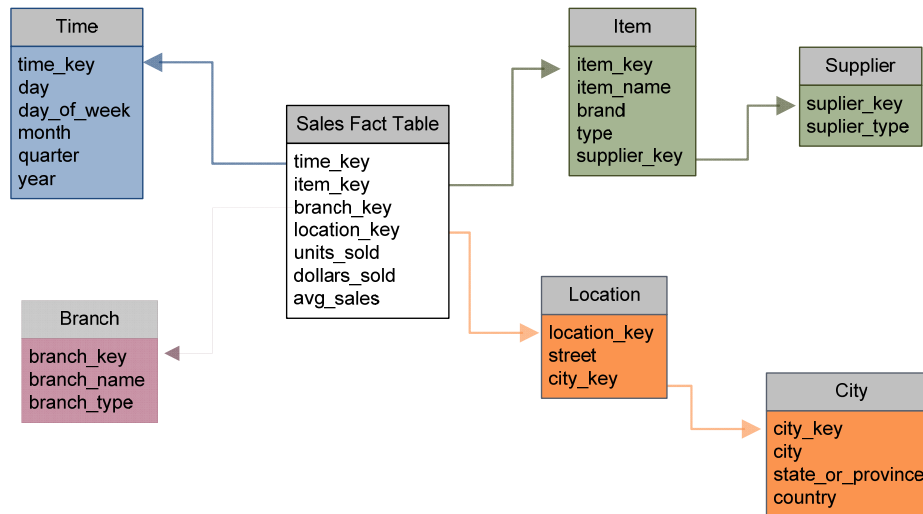 Time
time_key
day
day_of_week
month
quarter
year
Sales Fact Table
time_key
item_key
branch_key
location_key
units_sold
dollars_sold
avg_sales
Item
item_key
item_name
brand
type
supplier_key
Supplier
suplier_key
suplier_type
Branch
branch_key
branch_name
branch_type
Location
location_key
street
city_key
City
city_key
city
state_or_province
country